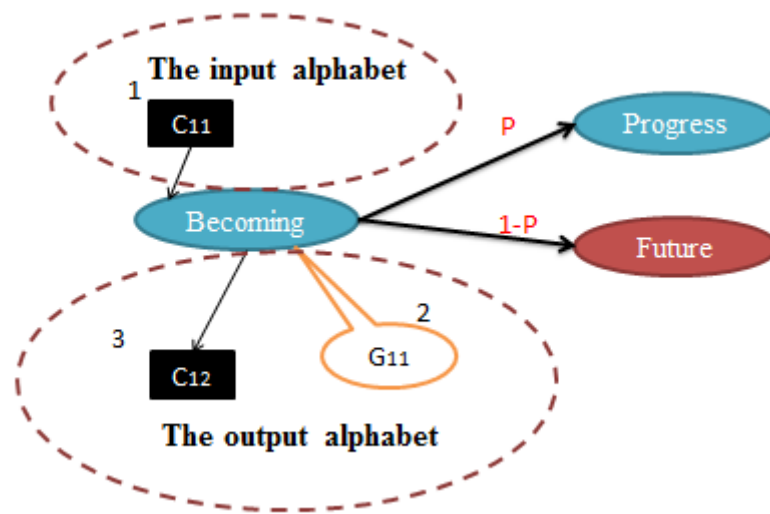 The input alphabet
1
C11
P
Progress
Becoming
1-P
Future
2
3
G11
C12
The output alphabet